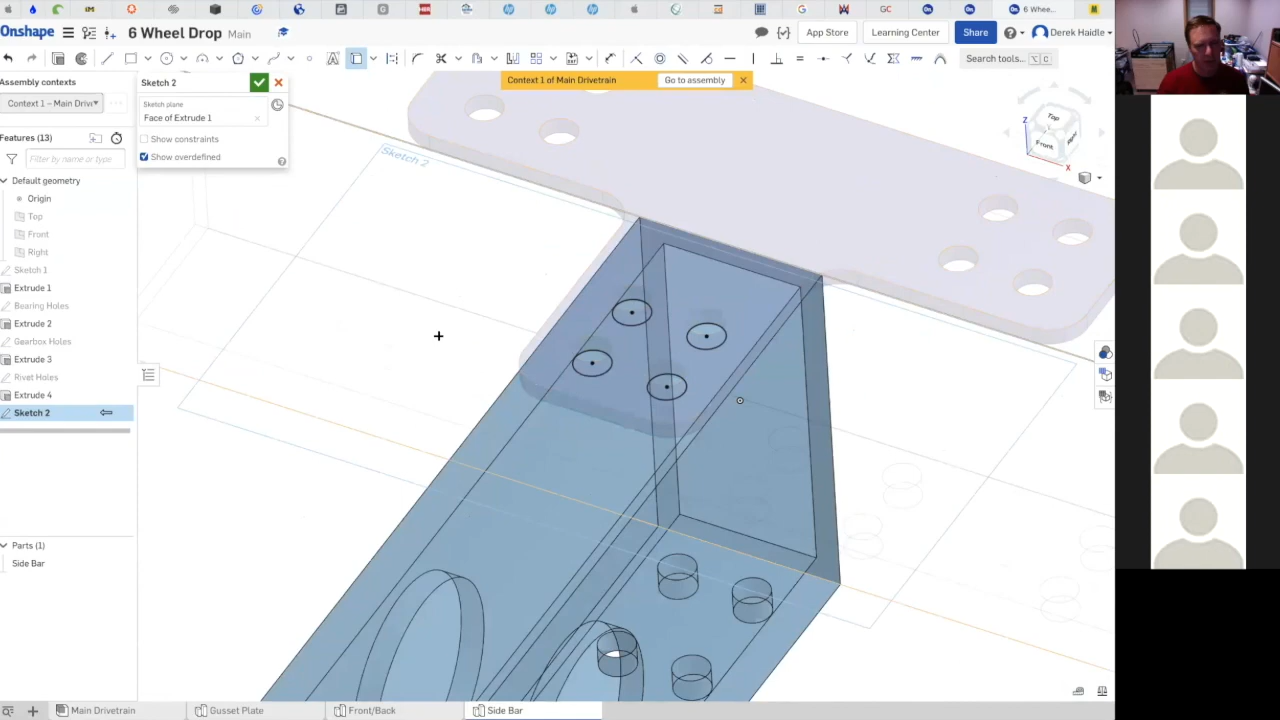 Onshape
6 Wheel Drop Main
App Store
Learning Center
Share
Derek Haidle
6 Whee...
Search tools...
Assembly contexts
Context 1 – Main Drive
Features (13)
Filter by name or type
Default geometry
Origin
Top
Front
Right
Sketch 1
Extrude 1
Bearing Holes
Extrude 2
Gearbox Holes
Extrude 3
Rivet Holes
Extrude 4
Sketch 2
Parts (1)
Side Bar
Sketch 2
Sketch plane
Face of Extrude 1
Show constraints
Show overdefined
Context 1 of Main Drivetrain
Go to assembly
Sketch 2
Top
Front
Right
Z
X
Main Drivetrain
Gusset Plate
Front/Back
Side Bar